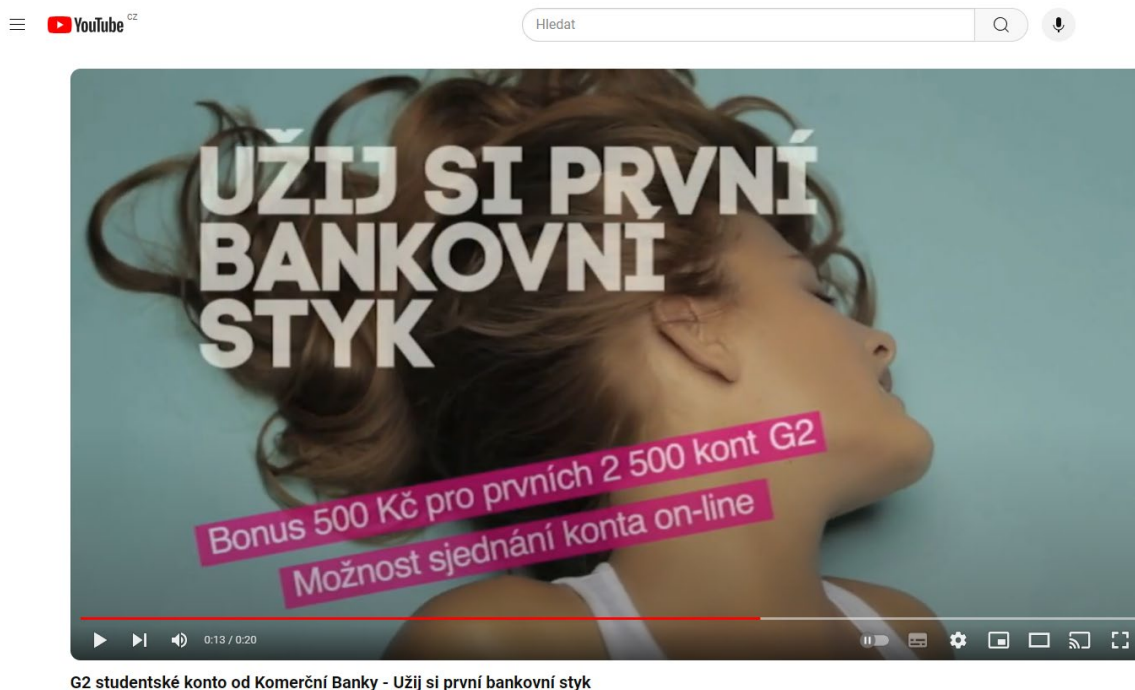 YouTube CZ
Hledat
UŽIJ SI PRVNÍ
BANKOVNÍ
STYK
Bonus 500 Kč pro prvních 2 500 kont G2
Možnost sjednání konta on-line
0:13 / 0:20
G2 studentské konto od Komerční Banky - Užij si první bankovní styk